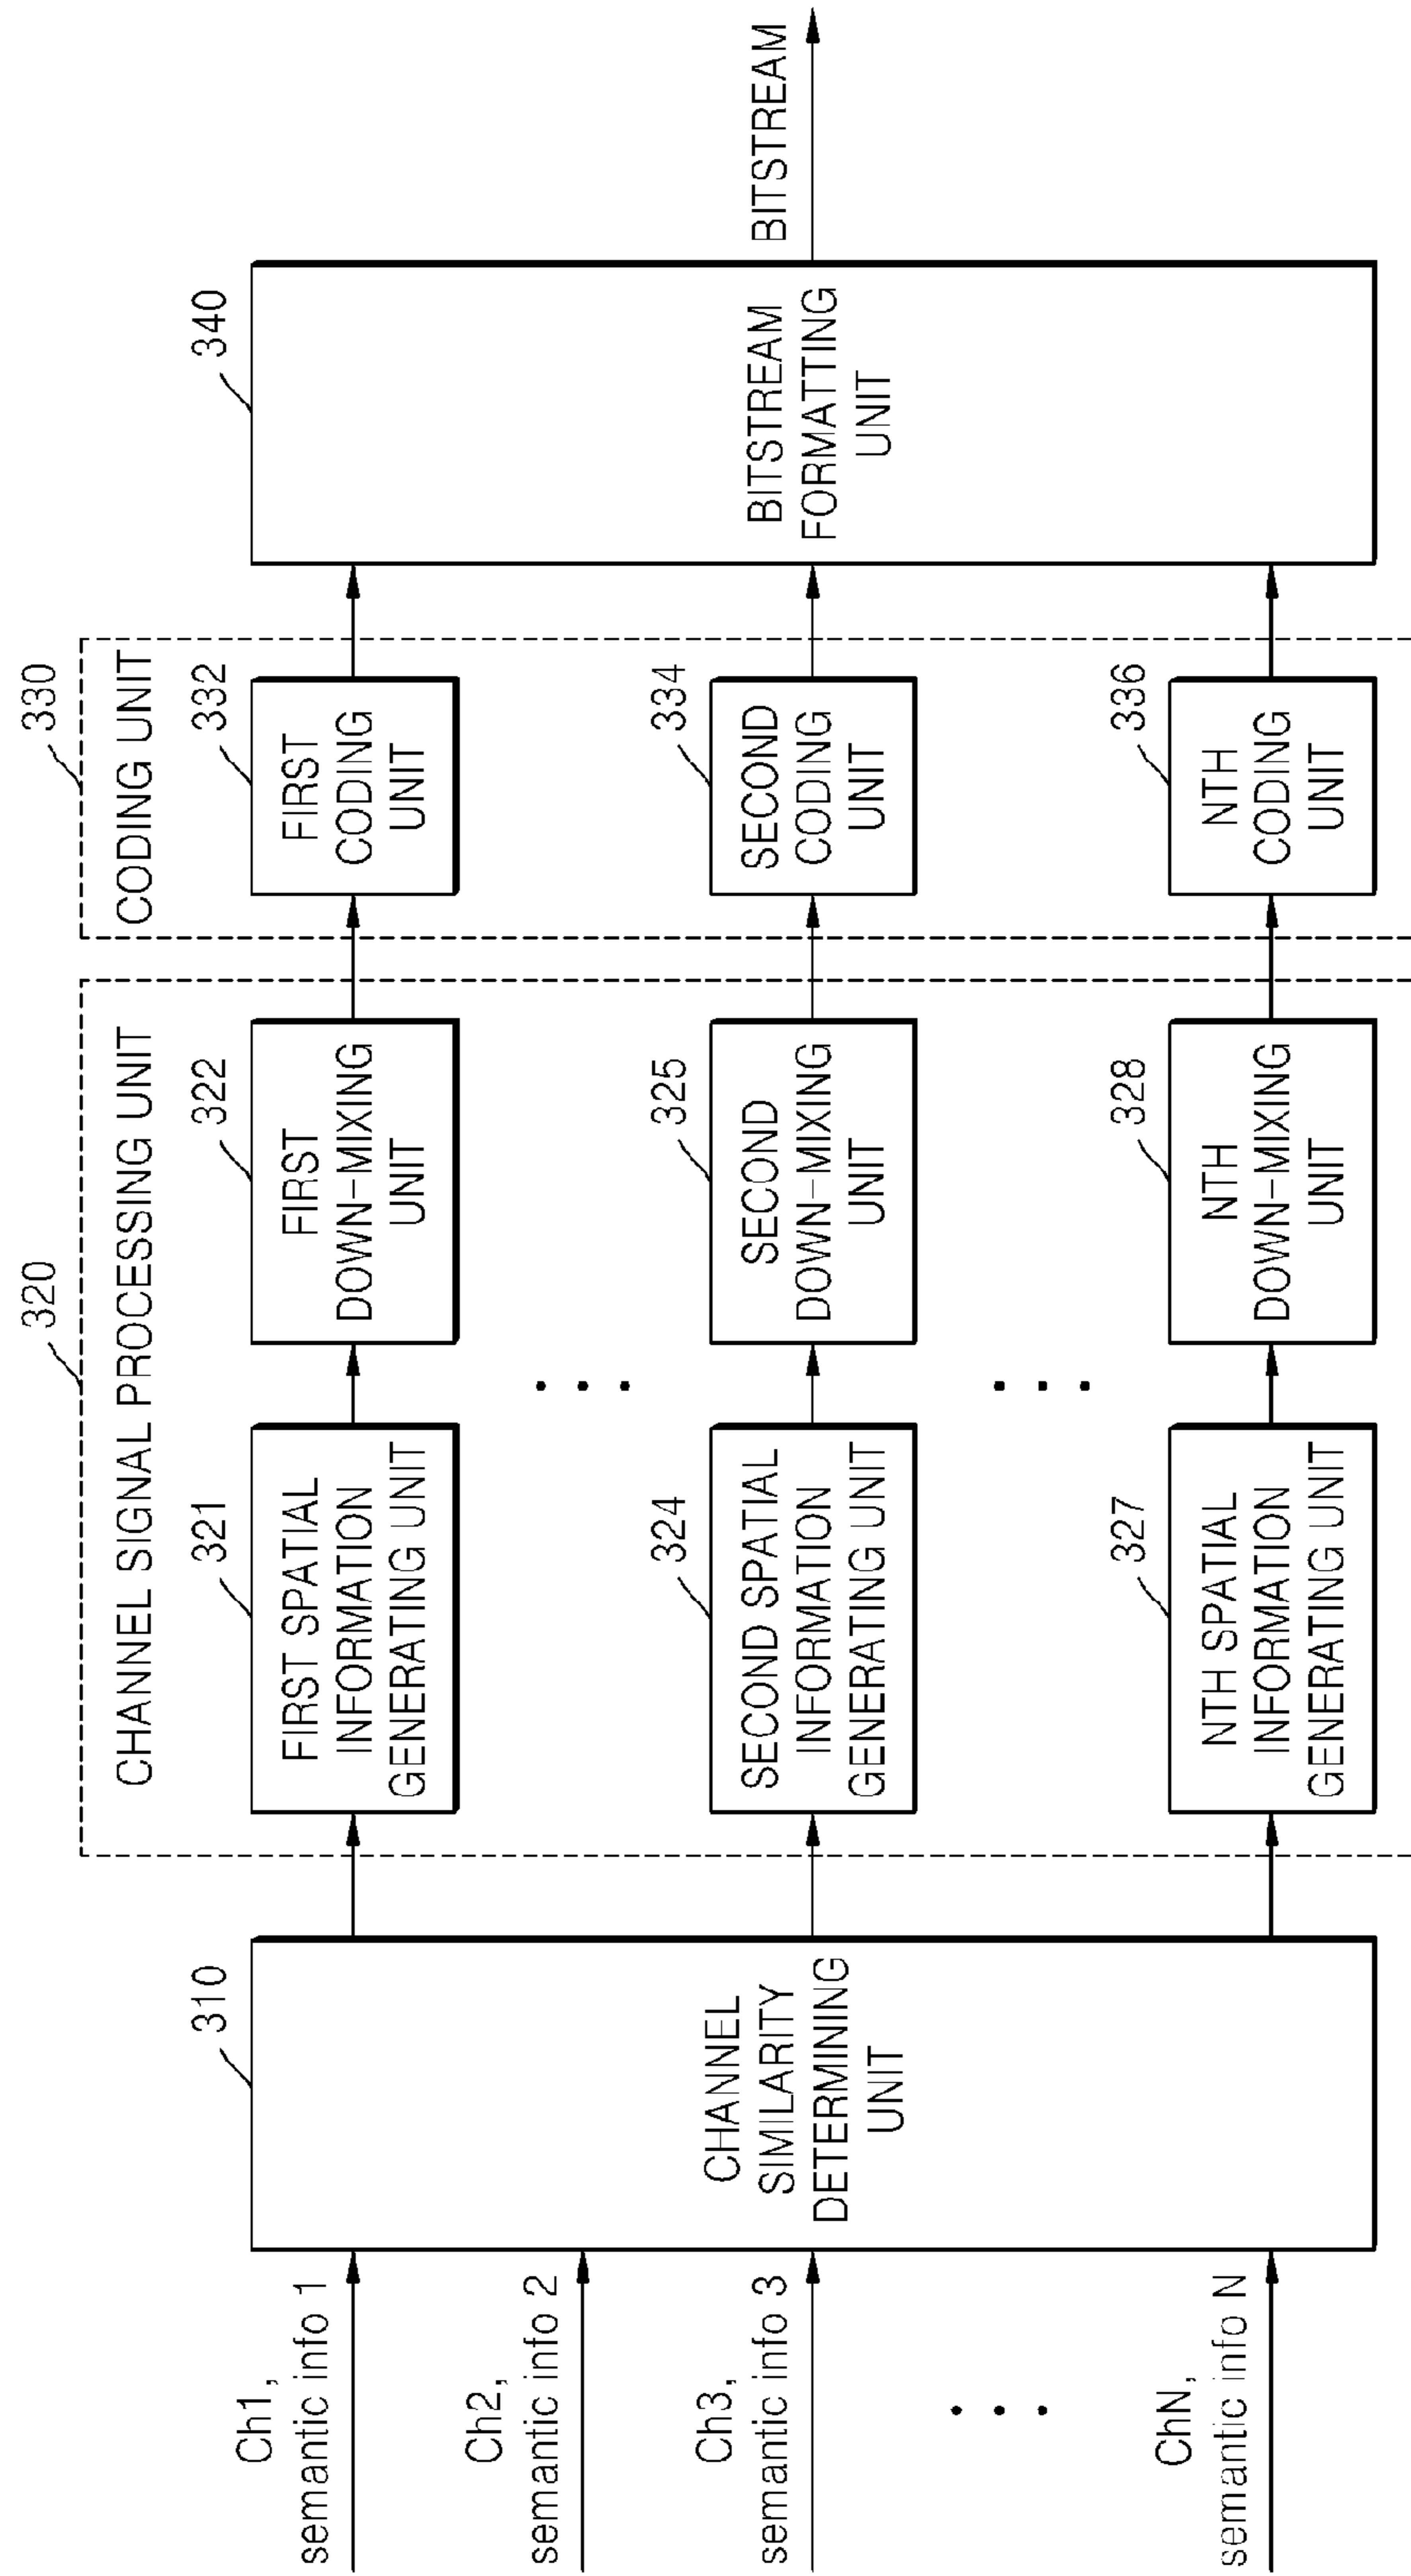 Ch1,
semantic info 1
Ch2,
semantic info 2
Ch3,
semantic info 3
ChN,
semantic info N
310
CHANNEL
SIMILARITY
DETERMINING
UNIT
320
CHANNEL SIGNAL PROCESSING UNIT
321
FIRST SPATIAL
INFORMATION
GENERATING UNIT
322
FIRST
DOWN-MIXING
UNIT
324
SECOND SPATIAL
INFORMATION
GENERATING UNIT
325
SECOND
DOWN-MIXING
UNIT
327
NTH SPATIAL
INFORMATION
GENERATING UNIT
328
NTH
DOWN-MIXING
UNIT
330
CODING UNIT
332
FIRST
CODING
UNIT
334
SECOND
CODING
UNIT
336
NTH
CODING
UNIT
340
BITSTREAM
FORMATTING
UNIT
BITSTREAM